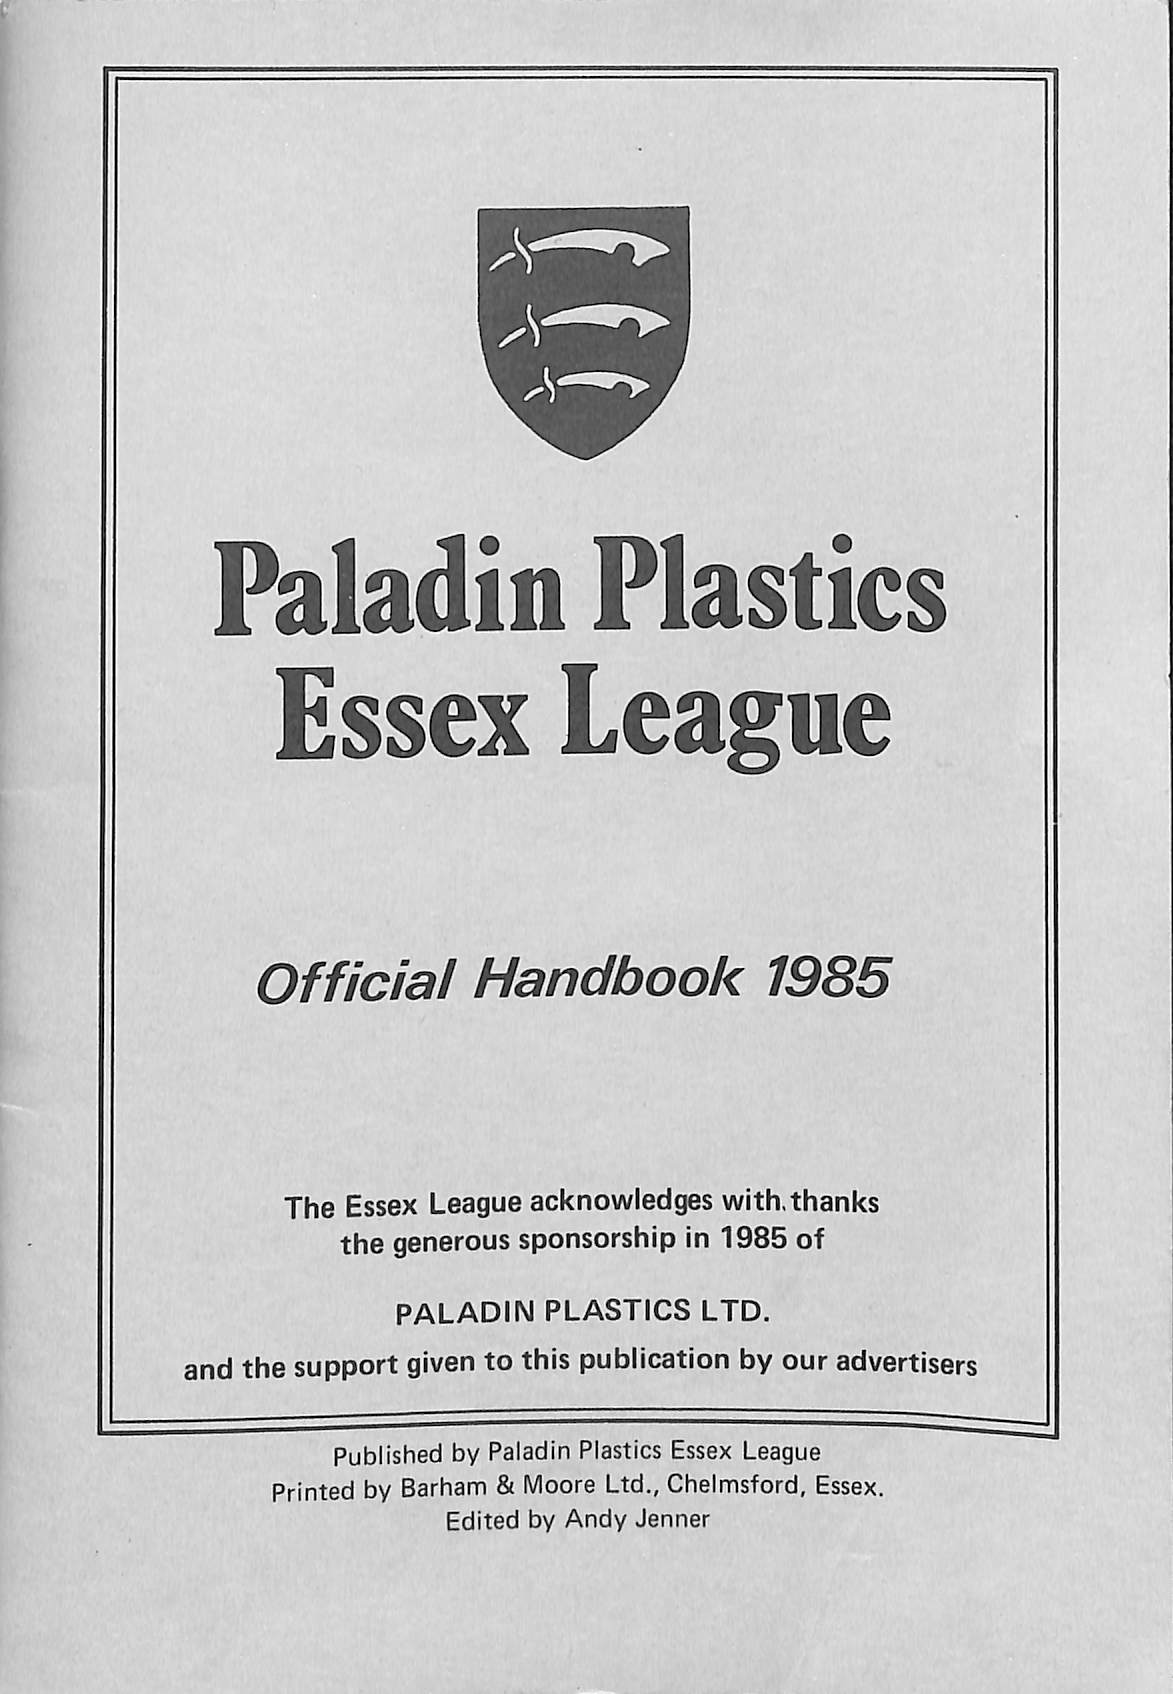 Paladin Plastics
Essex League
Official Handbook 1985
The Essex League acknowledges with thanks
the generous sponsorship in 1985 of
PALADIN PLASTICS LTD.
and the support given to this publication by our advertisers
Published by Paladin Plastics Essex League
Printed by Barham & Moore Ltd., Chelmsford, Essex.
Edited by Andy Jenner